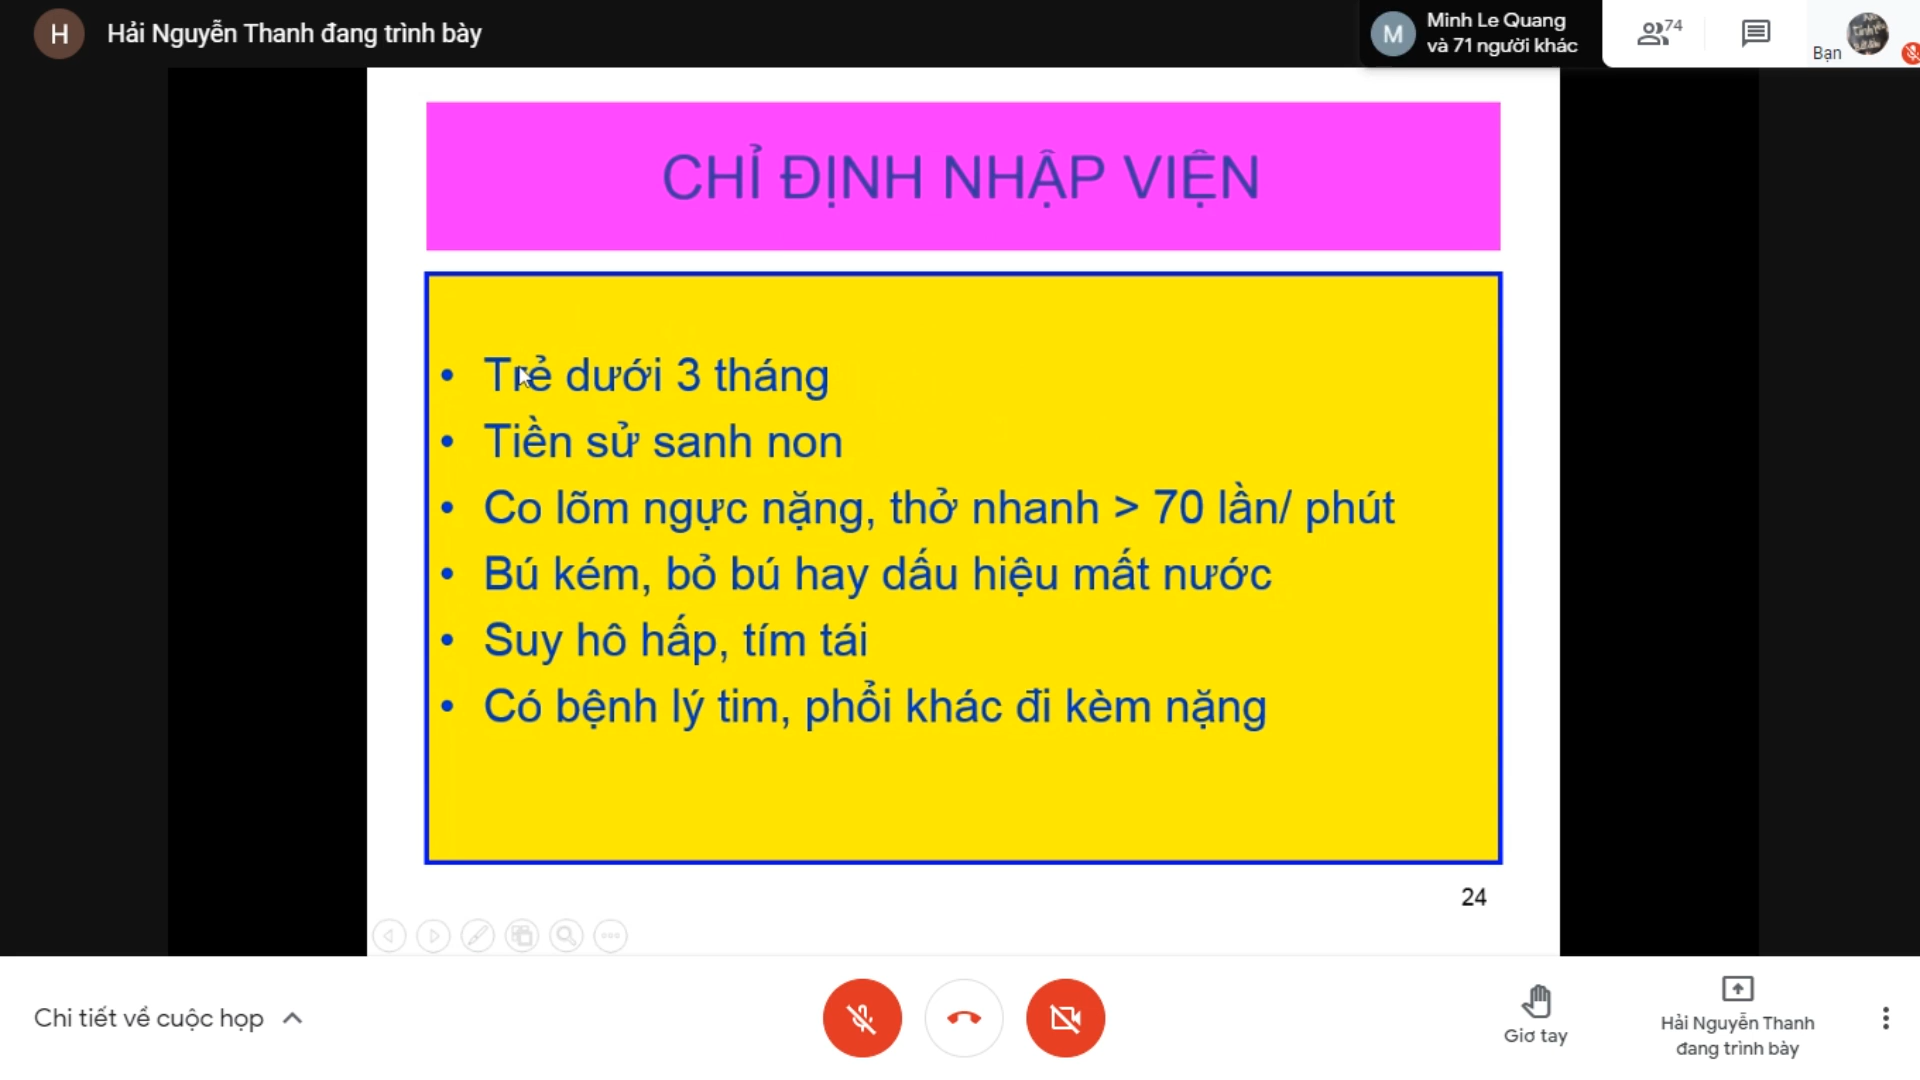 H
Hải Nguyễn Thanh đang trình bày
M
Minh Le Quang
và 71 người khác
74
Bạn
CHỈ ĐỊNH NHẬP VIỆN
• Trẻ dưới 3 tháng
• Tiền sử sanh non
• Co lõm ngực nặng, thở nhanh > 70 lần/ phút
• Bú kém, bỏ bú hay dấu hiệu mất nước
• Suy hô hấp, tím tái
• Có bệnh lý tim, phổi khác đi kèm nặng
24
Chi tiết về cuộc họp
Giơ tay
Hải Nguyễn Thanh
đang trình bày